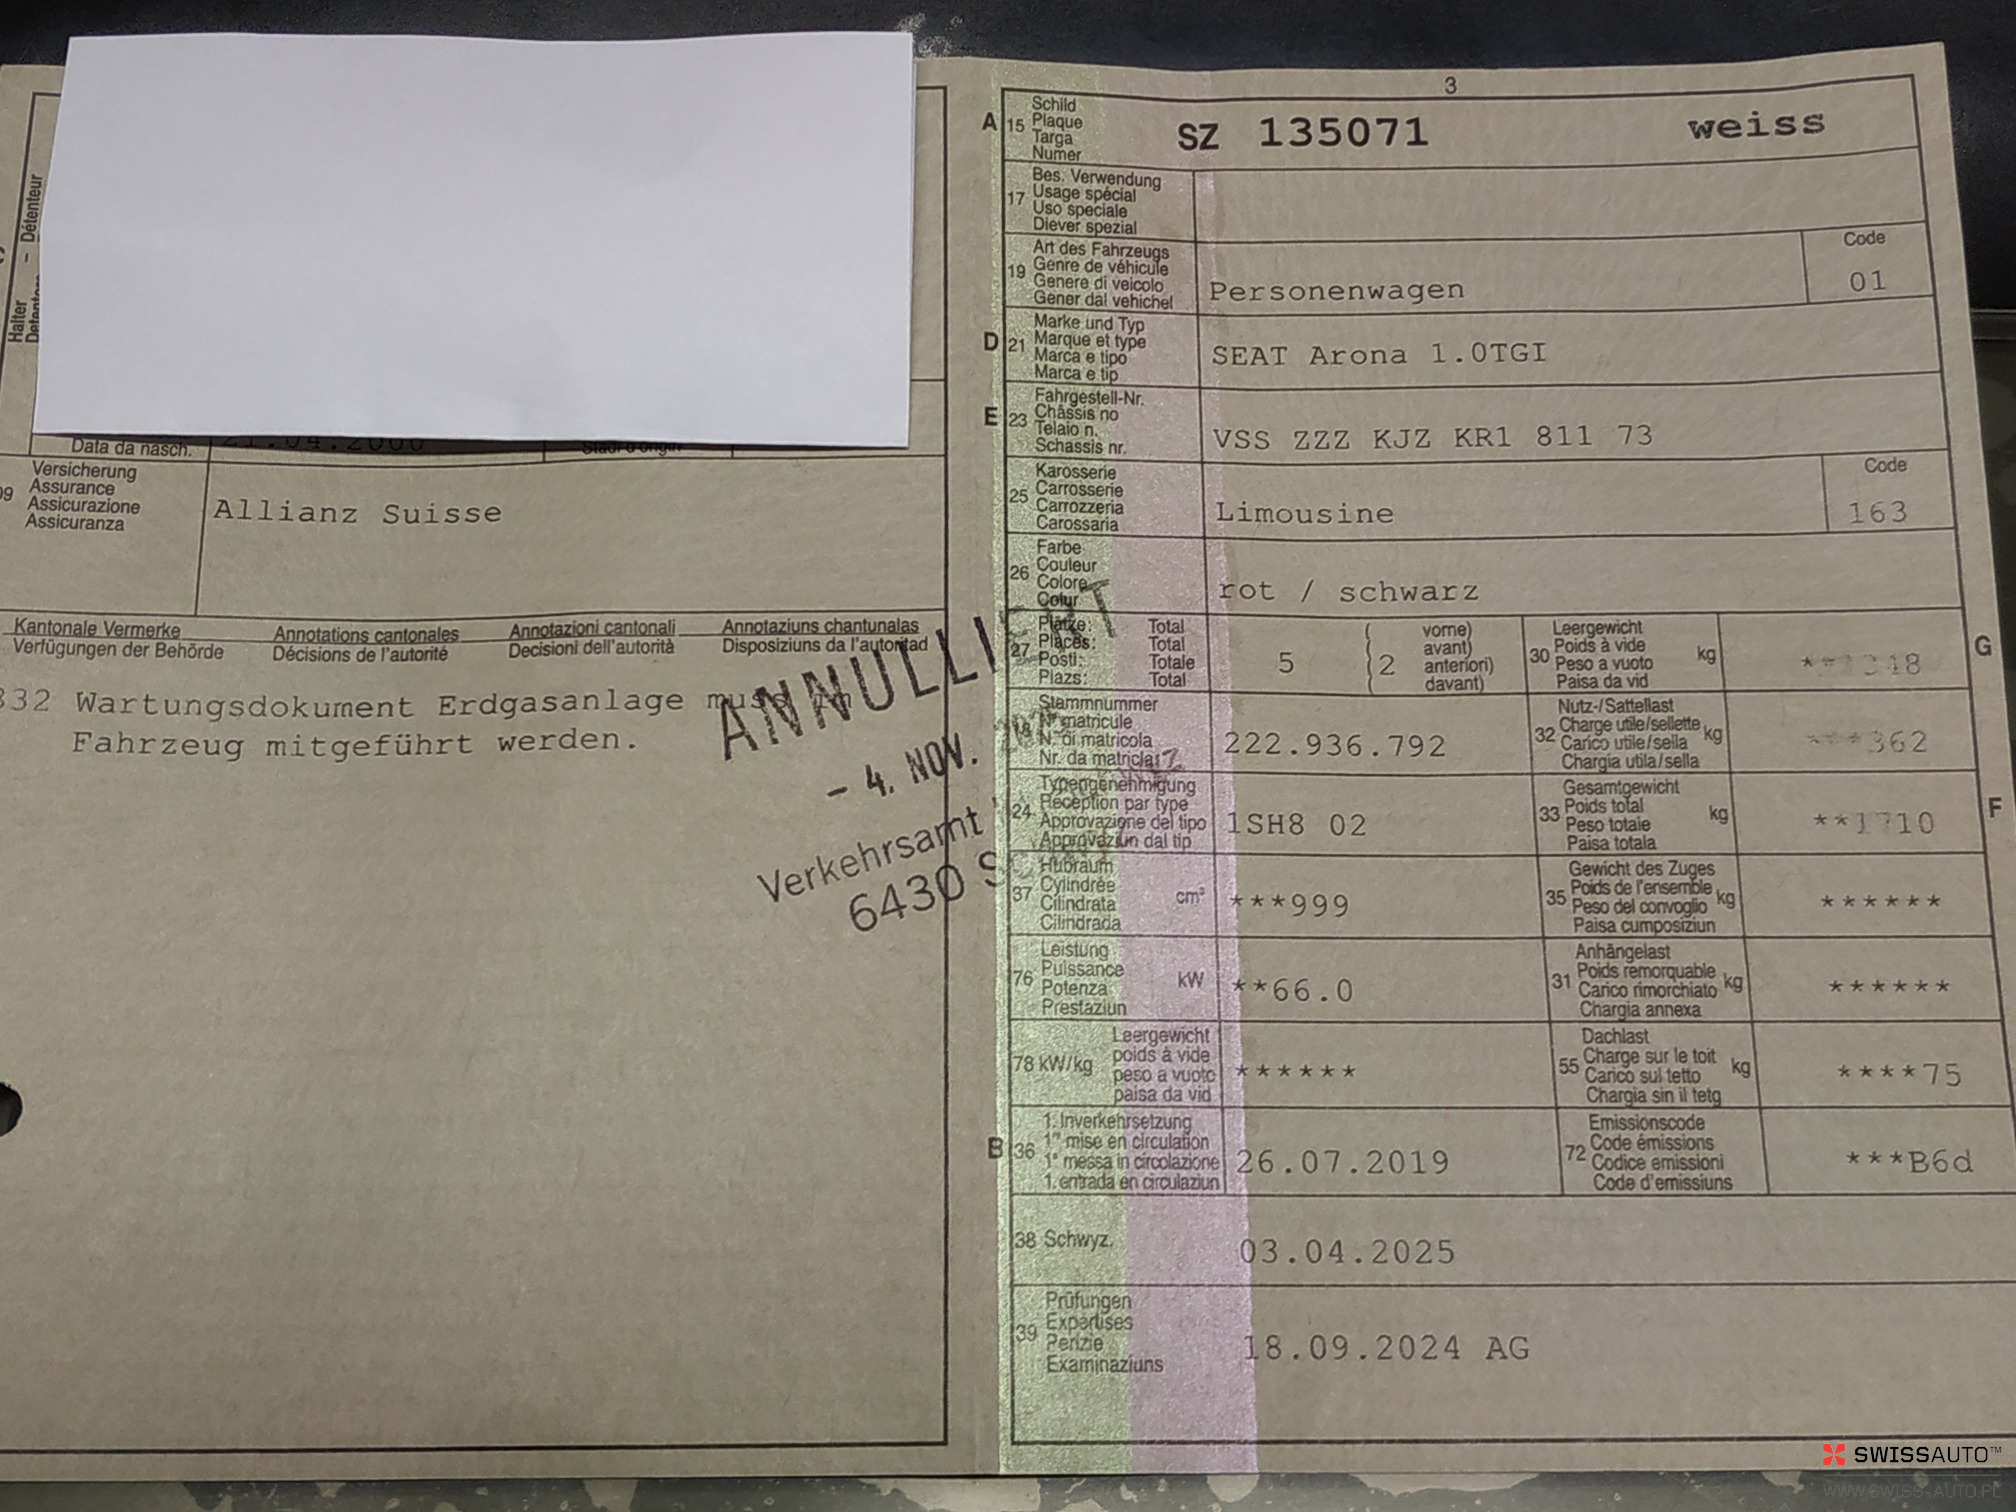 Halter
Détenteur
Data da nasch.
09
Versicherung
Assurance
Assicurazione
Assicuranza
Allianz Suisse
Kantonale Vermerke
Verfügungen der Behörde
Annotations cantonales
Décisions de l'autorité
Annotazioni cantonali
Decisioni dell'autorità
Annotaziuns chantunalas
Disposiziuns da l'autoritad
332 Wartungsdokument Erdgasanlage muss im
Fahrzeug mitgeführt werden.
ANNULLIERT
- 4. NOV.
Verkehrsamt
6430
3
A 15 Schild
Plaque
Targa
Numer
SZ 135071 weiss
17 Bes. Verwendung
Usage spécial
Uso speciale
Diever spezial
19 Art des Fahrzeugs
Genre de véhicule
Genere di veicolo
Gener dal vehichel
Personenwagen
Code
01
D 21 Marke und Typ
Marque et type
Marca e tipo
Marca e tip
SEAT Arona 1.0TGI
E 23 Fahrgestell-Nr.
Châssis no
Telaio n.
Schassis nr.
VSS ZZZ KJZ KR1 811 73
25 Karosserie
Carrosserie
Carrozzeria
Carossaria
Limousine
Code
163
26 Farbe
Couleur
Colore
Colur
rot / schwarz
27 Plätze: Total
Places: Total
Posti: Totale
Plazs: Total
5
2
vorne)
avant)
anteriori)
davant)
G 30 Leergewicht
Poids à vide
Peso a vuoto
Paisa da vid
kg
Stammnummer
N° matricule
N. di matricola
Nr. da matricla
222.936.792
32 Nutz-/Sattellast
Charge utile/sellette
Carico utile/sella
Chargia utila/sella
kg
***362
24 Typengenehmigung
Réception par type
Approvazione del tipo
Approvaziun dal tip
1SH8 02
F 33 Gesamtgewicht
Poids total
Peso totale
Paisa totala
kg
**1710
37 Hubraum
Cylindrée
Cilindrata
Cilindrada
cm³
***999
35 Gewicht des Zuges
Poids de l'ensemble
Peso del convoglio
Paisa cumposiziun
kg
******
76 Leistung
Puissance
Potenza
Prestaziun
kW
**66.0
31 Anhängelast
Poids remorquable
Carico rimorchiato
Chargia annexa
kg
******
78 kW/kg
Leergewicht
poids à vide
peso a vuoto
paisa da vid
******
55 Dachlast
Charge sur le toit
Carico sul tetto
Chargia sin il tetg
kg
****75
B 36 1. Inverkehrsetzung
1re mise en circulation
1a messa in circolazione
1. entrada en circulaziun
26.07.2019
72 Emissionscode
Code émissions
Codice emissioni
Code d'emissiuns
***B6d
38 Schwyz,
03.04.2025
39 Prüfungen
Expertises
Perizie
Examinaziuns
18.09.2024 AG
SWISSAUTO™
WWW.SWISS-AUTO.PL